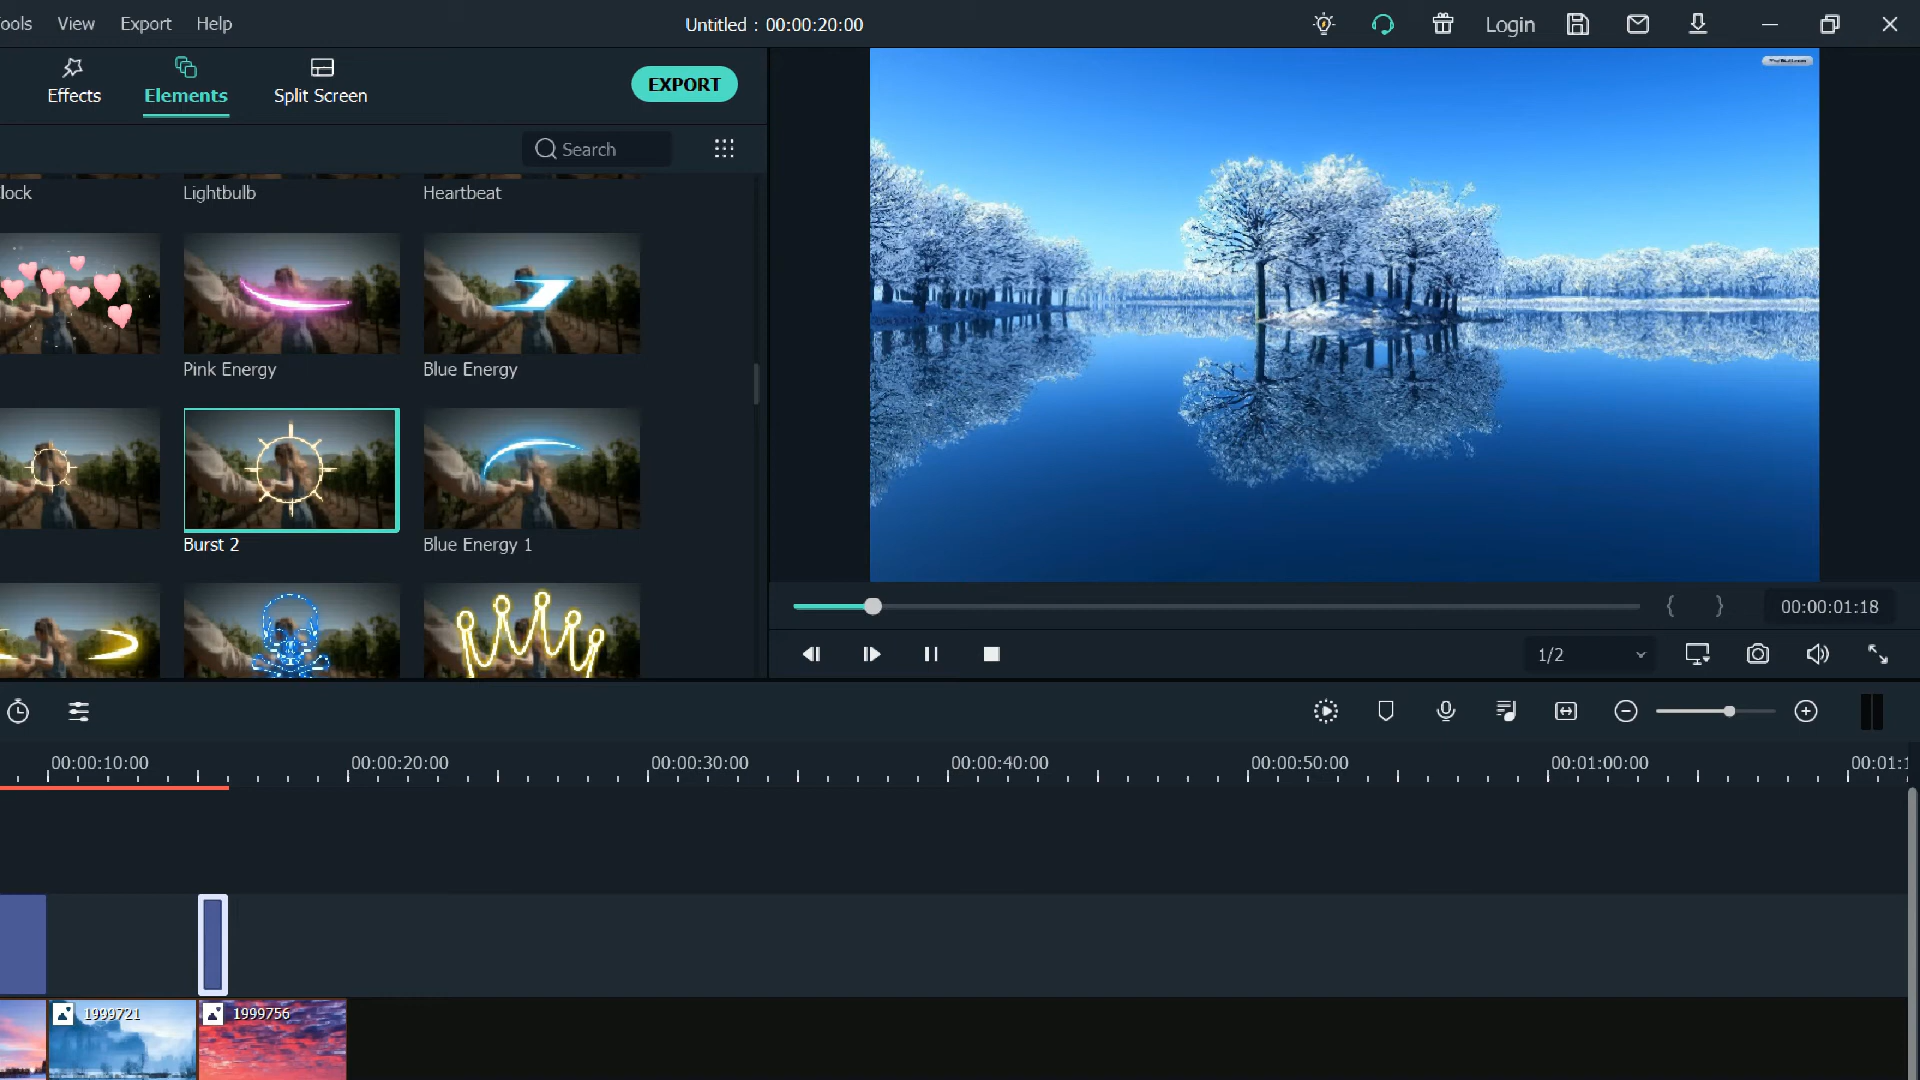 ools View Export Help
Untitled : 00:00:20:00
Login
Effects
Elements
Split Screen
EXPORT
Search
lock
Lightbulb
Heartbeat
Pink Energy
Blue Energy
Burst 2
Blue Energy 1
{ }
00:00:01:18
1/2
00:00:10:00
00:00:20:00
00:00:30:00
00:00:40:00
00:00:50:00
00:01:00:00
00:01:1
1999721
1999756